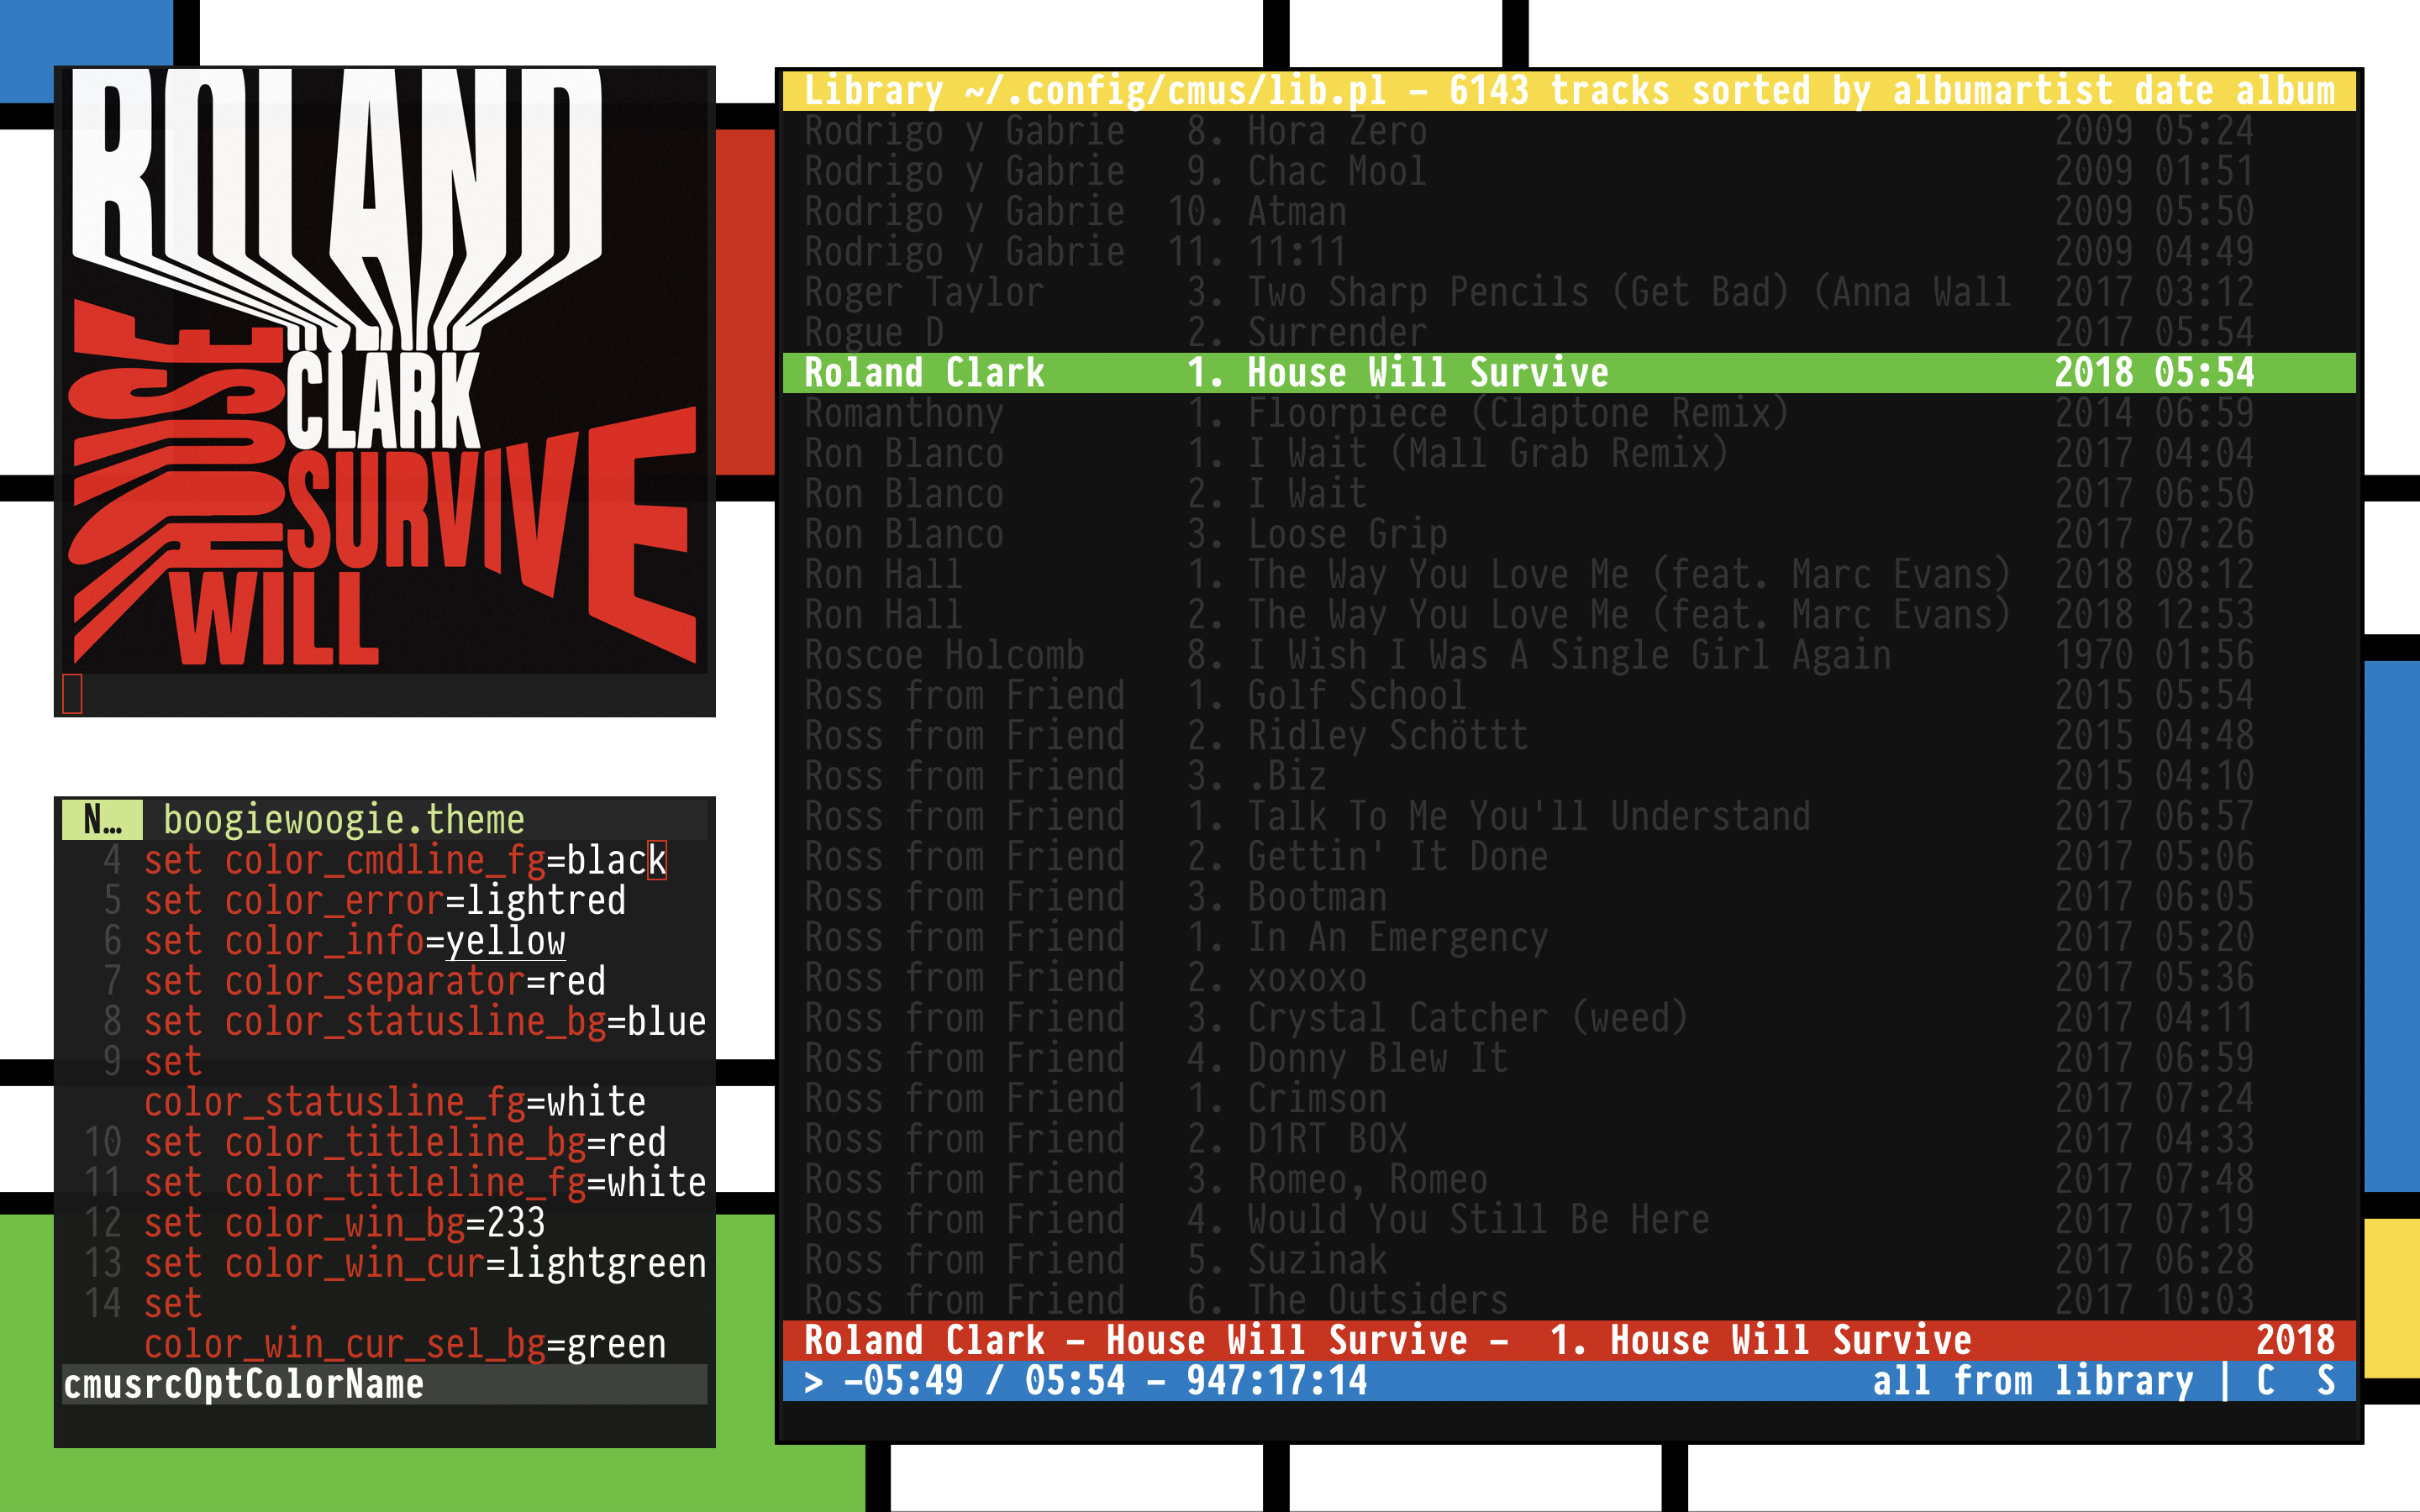 ROLAND
CLARK
HOUSE
SURVIVE
WILL
N… boogiewoogie.theme
4 set color_cmdline_fg=black
5 set color_error=lightred
6 set color_info=yellow
7 set color_separator=red
8 set color_statusline_bg=blue
9 set
color_statusline_fg=white
10 set color_titleline_bg=red
11 set color_titleline_fg=white
12 set color_win_bg=233
13 set color_win_cur=lightgreen
14 set
color_win_cur_sel_bg=green
cmusrcOptColorName
Library ~/.config/cmus/lib.pl – 6143 tracks sorted by albumartist date album
Rodrigo y Gabrie 8. Hora Zero 2009 05:24
Rodrigo y Gabrie 9. Chac Mool 2009 01:51
Rodrigo y Gabrie 10. Atman 2009 05:50
Rodrigo y Gabrie 11. 11:11 2009 04:49
Roger Taylor 3. Two Sharp Pencils (Get Bad) (Anna Wall 2017 03:12
Rogue D 2. Surrender 2017 05:54
Roland Clark 1. House Will Survive 2018 05:54
Romanthony 1. Floorpiece (Claptone Remix) 2014 06:59
Ron Blanco 1. I Wait (Mall Grab Remix) 2017 04:04
Ron Blanco 2. I Wait 2017 06:50
Ron Blanco 3. Loose Grip 2017 07:26
Ron Hall 1. The Way You Love Me (feat. Marc Evans) 2018 08:12
Ron Hall 2. The Way You Love Me (feat. Marc Evans) 2018 12:53
Roscoe Holcomb 8. I Wish I Was A Single Girl Again 1970 01:56
Ross from Friend 1. Golf School 2015 05:54
Ross from Friend 2. Ridley Schöttt 2015 04:48
Ross from Friend 3. .Biz 2015 04:10
Ross from Friend 1. Talk To Me You'll Understand 2017 06:57
Ross from Friend 2. Gettin' It Done 2017 05:06
Ross from Friend 3. Bootman 2017 06:05
Ross from Friend 1. In An Emergency 2017 05:20
Ross from Friend 2. xoxoxo 2017 05:36
Ross from Friend 3. Crystal Catcher (weed) 2017 04:11
Ross from Friend 4. Donny Blew It 2017 06:59
Ross from Friend 1. Crimson 2017 07:24
Ross from Friend 2. D1RT BOX 2017 04:33
Ross from Friend 3. Romeo, Romeo 2017 07:48
Ross from Friend 4. Would You Still Be Here 2017 07:19
Ross from Friend 5. Suzinak 2017 06:28
Ross from Friend 6. The Outsiders 2017 10:03
Roland Clark – House Will Survive – 1. House Will Survive 2018
> –05:49 / 05:54 – 947:17:14 all from library | C S